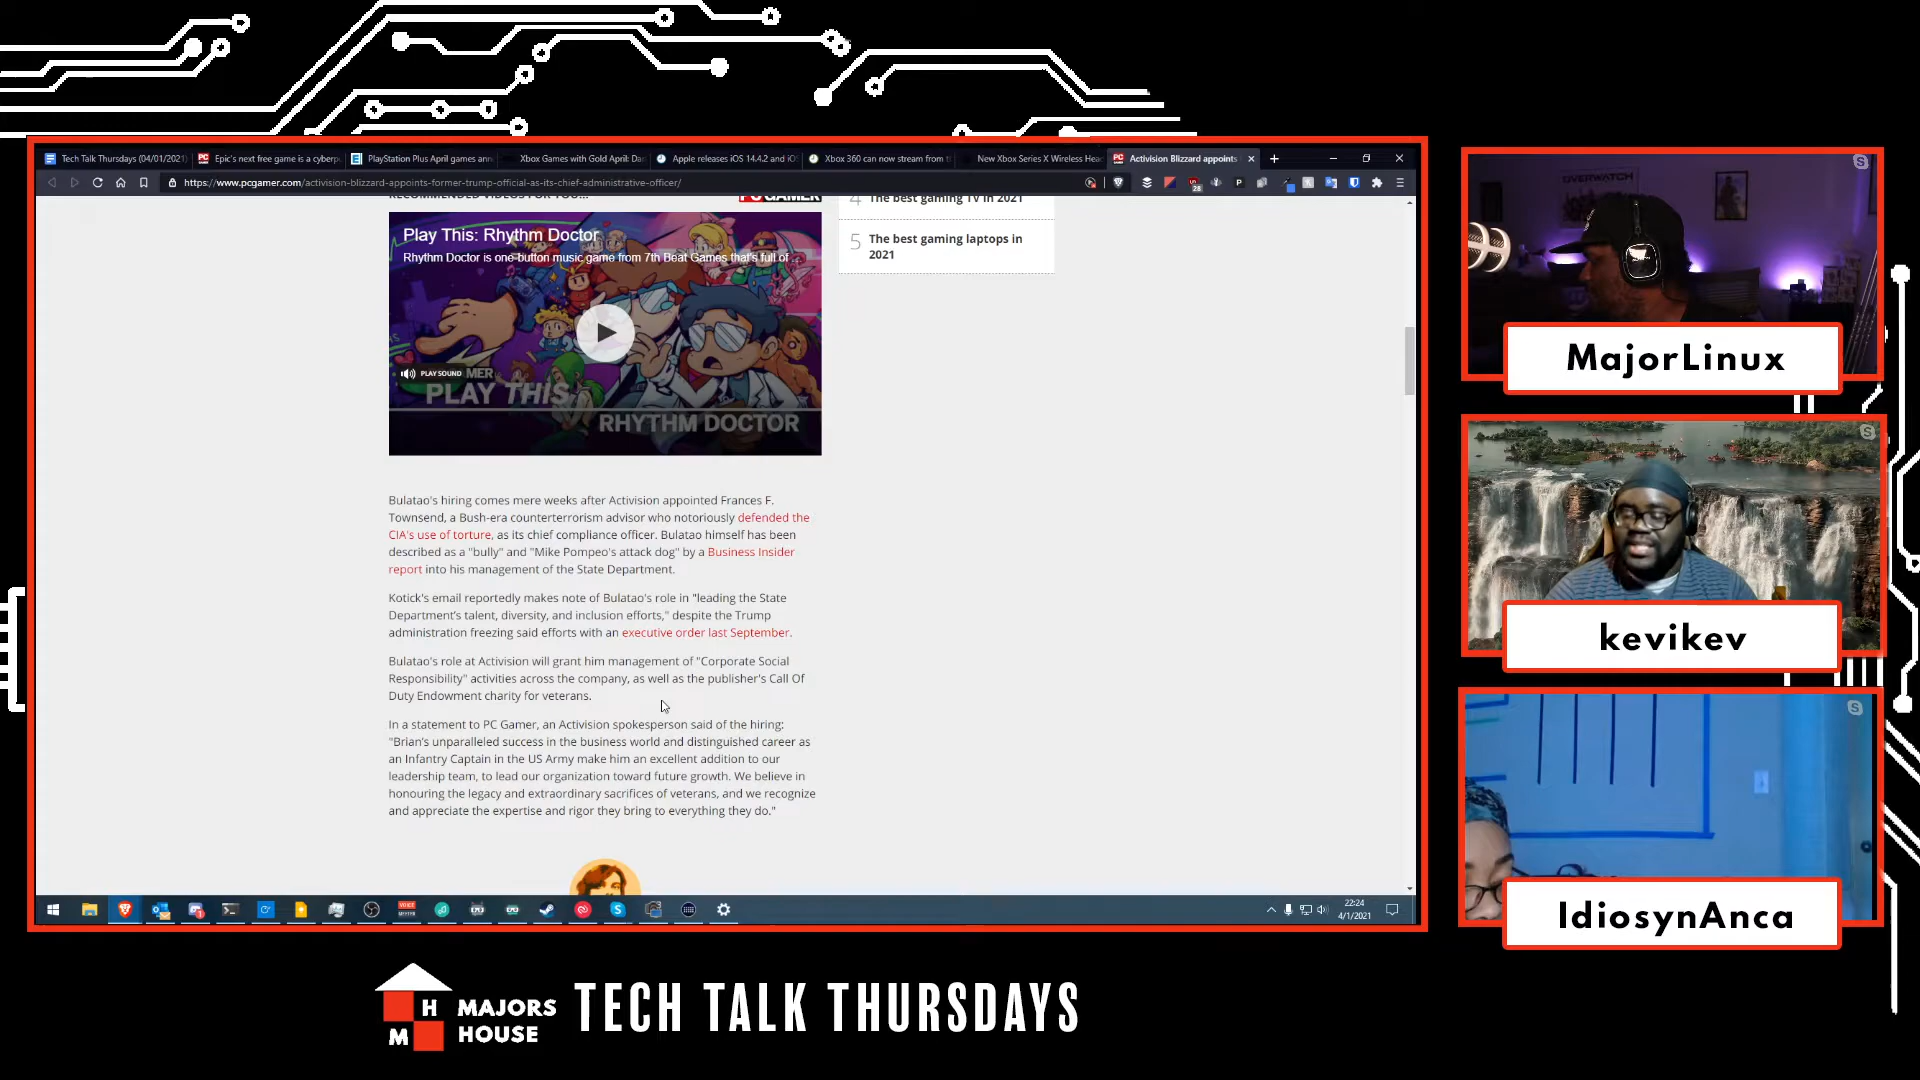 Tech Talk Thursdays (04/01/2021)
Epic's next free game is a cyberpu
PlayStation Plus April games ann
Xbox Games with Gold April: Da
Apple releases iOS 14.4.2 and iO
Xbox 360 can now stream from t
New Xbox Series X Wireless Hea
Activision Blizzard appoints
https://www.pcgamer.com/activision-blizzard-appoints-former-trump-official-as-its-chief-administrative-officer/
28
RECOMMENDED VIDEOS FOR YOU...
PC GAMER
4 The best gaming TV in 2021
5 The best gaming laptops in
2021
Play This: Rhythm Doctor
Rhythm Doctor is one-button music game from 7th Beat Games that's full of
PLAY SOUND
PLAY THIS
RHYTHM DOCTOR
Bulatao's hiring comes mere weeks after Activision appointed Frances F.
Townsend, a Bush-era counterterrorism advisor who notoriously defended the
CIA's use of torture, as its chief compliance officer. Bulatao himself has been
described as a "bully" and "Mike Pompeo's attack dog" by a Business Insider
report into his management of the State Department.
Kotick's email reportedly makes note of Bulatao's role in "leading the State
Department's talent, diversity, and inclusion efforts," despite the Trump
administration freezing said efforts with an executive order last September.
Bulatao's role at Activision will grant him management of "Corporate Social
Responsibility" activities across the company, as well as the publisher's Call Of
Duty Endowment charity for veterans.
In a statement to PC Gamer, an Activision spokesperson said of the hiring:
"Brian's unparalleled success in the business world and distinguished career as
an Infantry Captain in the US Army make him an excellent addition to our
leadership team, to lead our organization toward future growth. We believe in
honouring the legacy and extraordinary sacrifices of veterans, and we recognize
and appreciate the expertise and rigor they bring to everything they do."
22:24
4/1/2021
OVERWATCH
MajorLinux
kevikev
IdiosynAnca
H
M
MAJORS
HOUSE
TECH TALK THURSDAYS